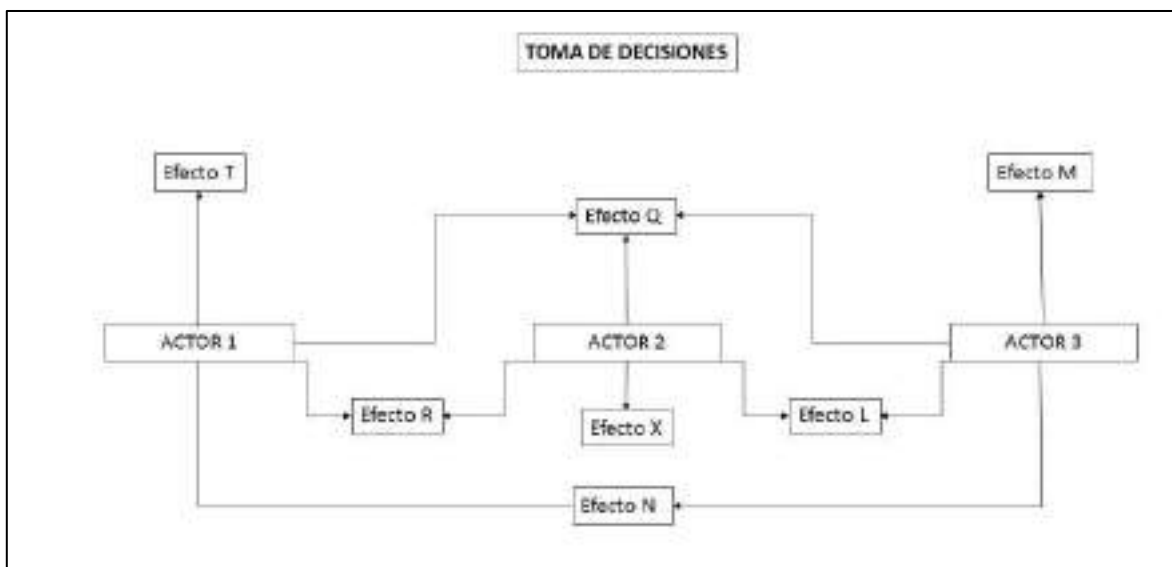 TOMA DE DECISIONES
Efecto T
Efecto M
Efecto Q
ACTOR 1
ACTOR 2
ACTOR 3
Efecto R
Efecto X
Efecto L
Efecto N